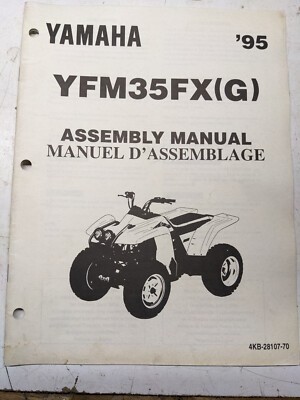 YAMAHA '95
YFM35FX(G)
ASSEMBLY MANUAL
MANUEL D'ASSEMBLAGE
4KB-28107-70